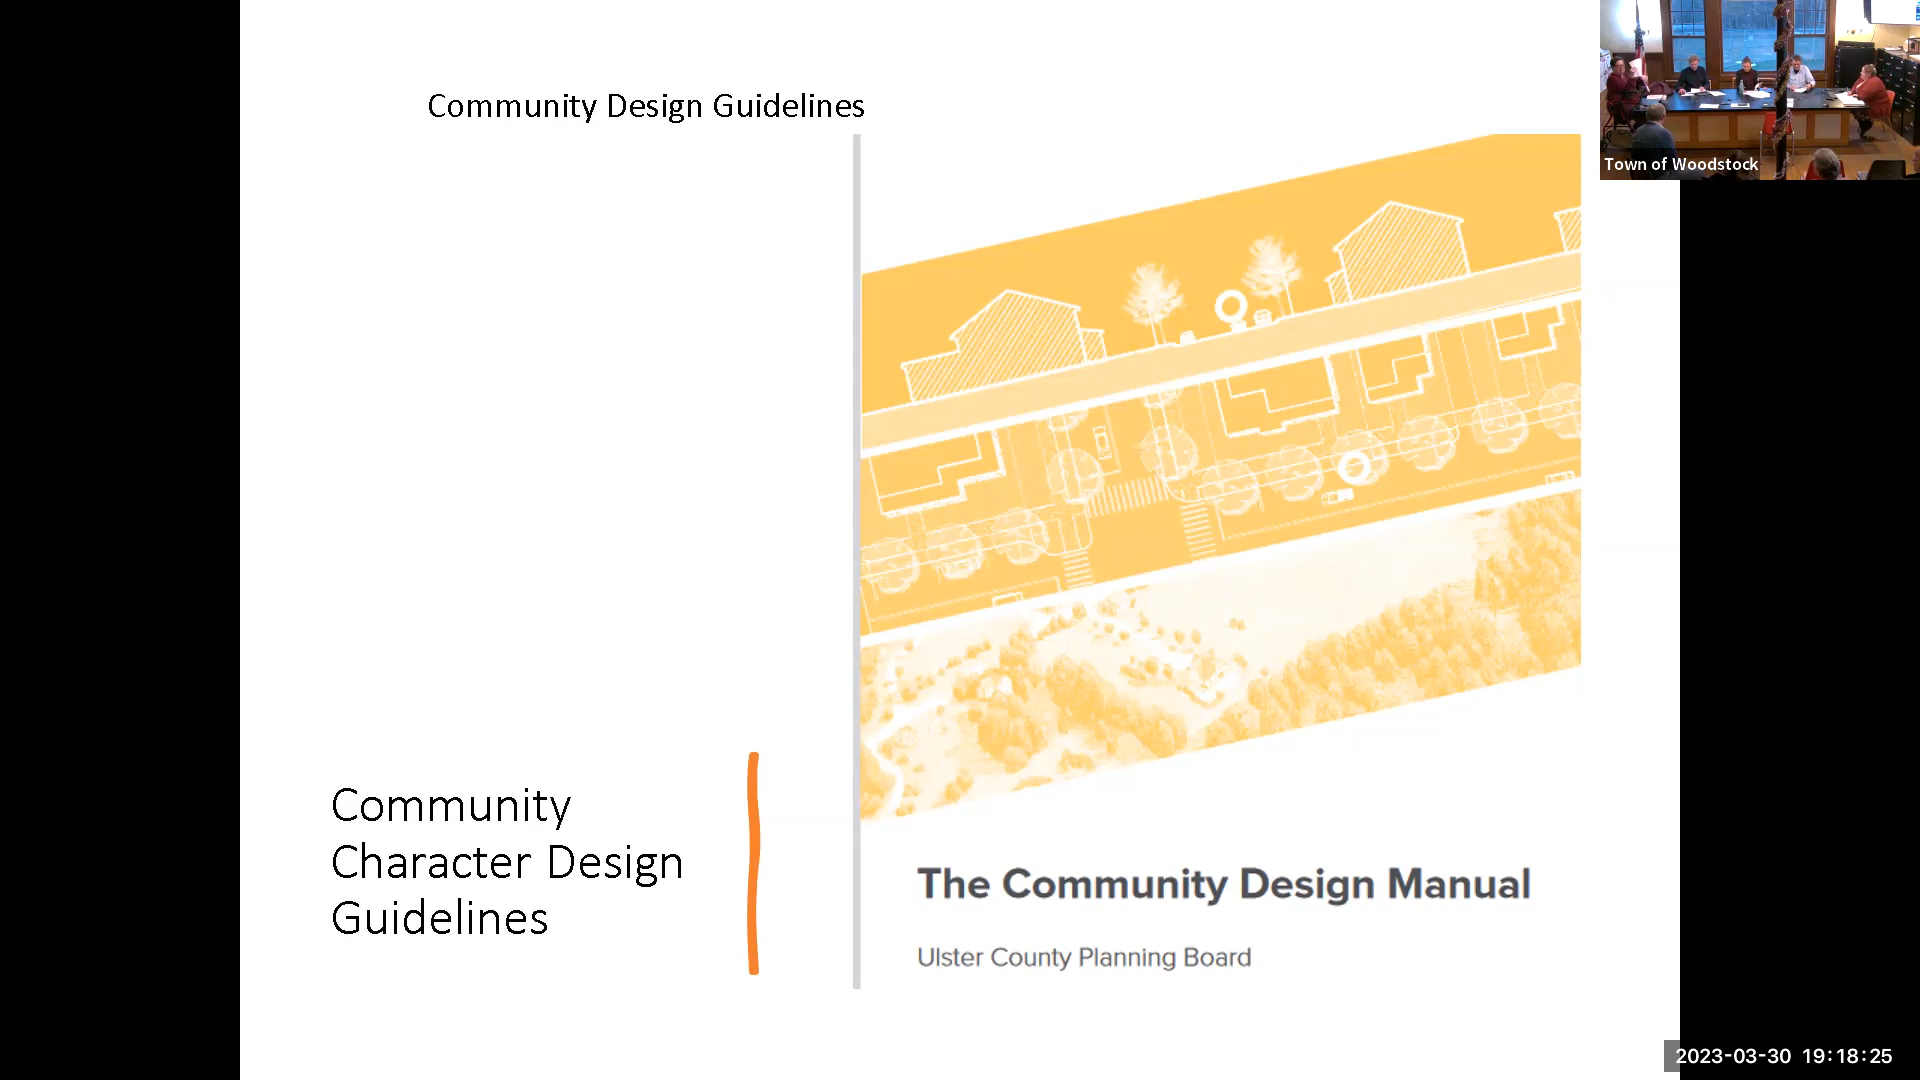 Community Design Guidelines
Town of Woodstock
Community
Character Design
Guidelines
The Community Design Manual
Ulster County Planning Board
2023-03-30 19:18:25